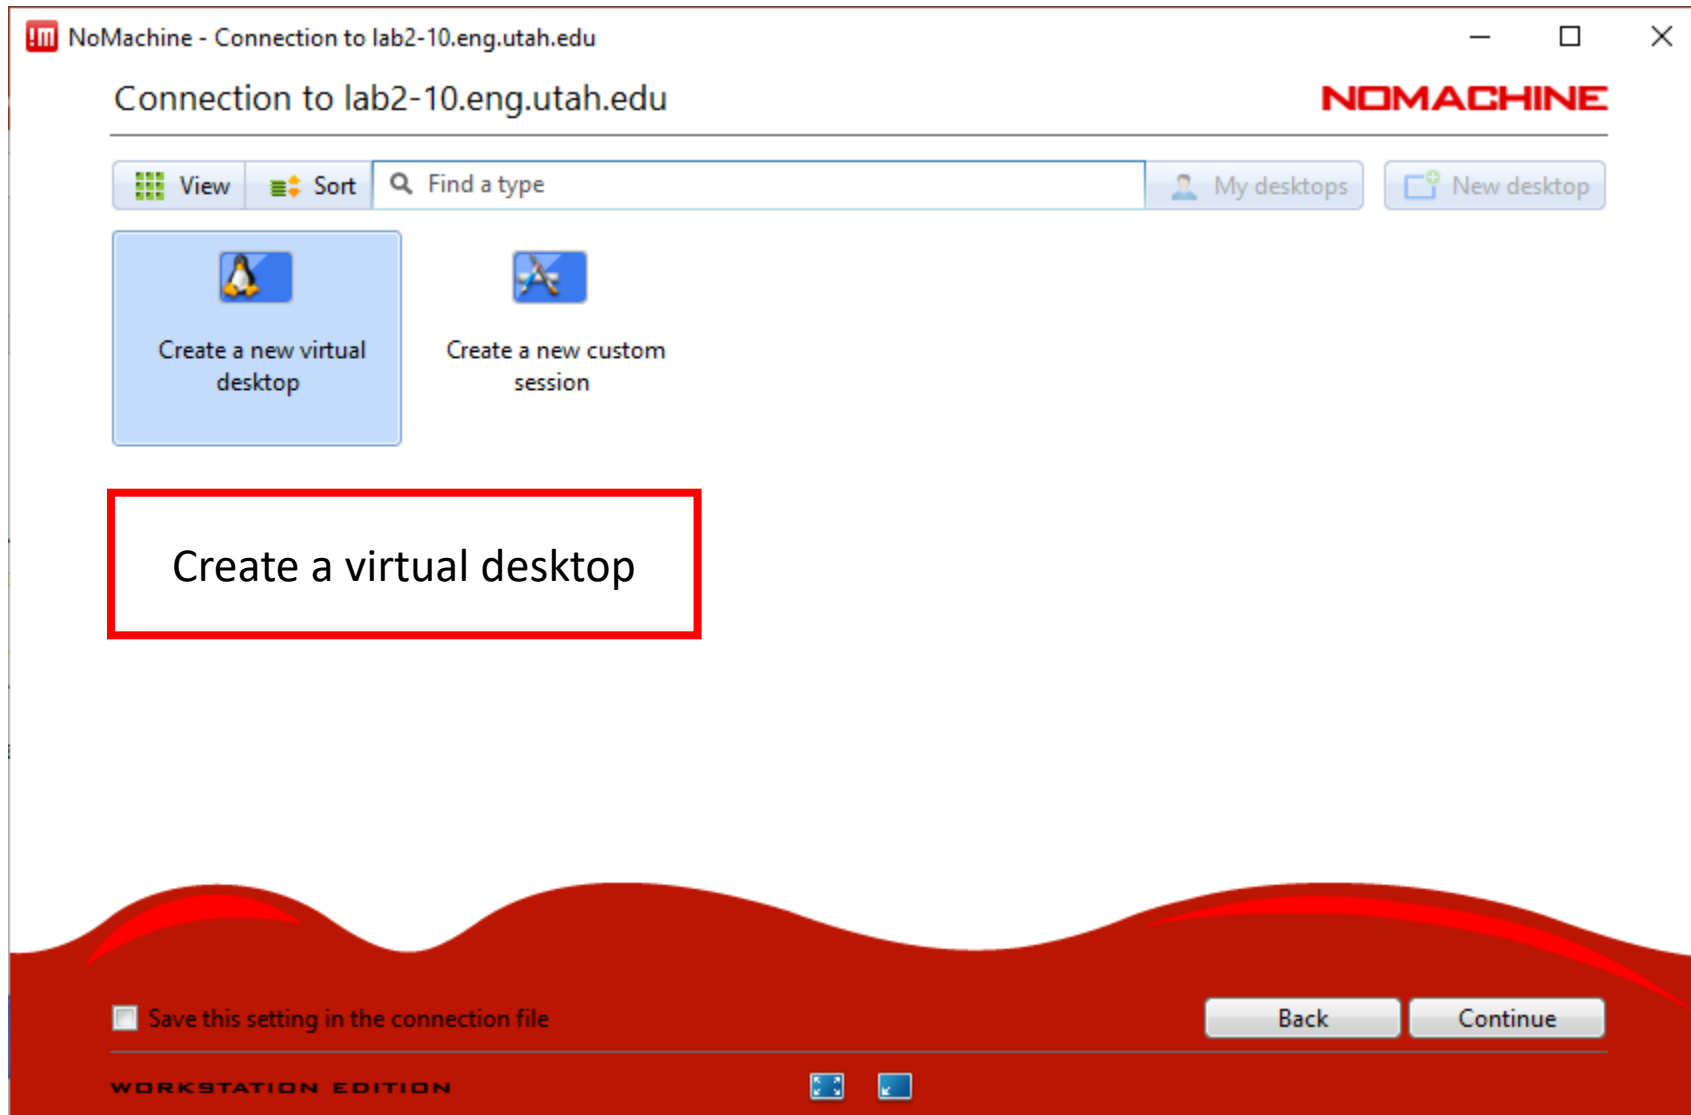 NoMachine - Connection to lab2-10.eng.utah.edu
Connection to lab2-10.eng.utah.edu
NOMACHINE
View
Sort
Find a type
My desktops
New desktop
Create a new virtual
desktop
Create a new custom
session
Create a virtual desktop
Save this setting in the connection file
Back
Continue
WORKSTATION EDITION